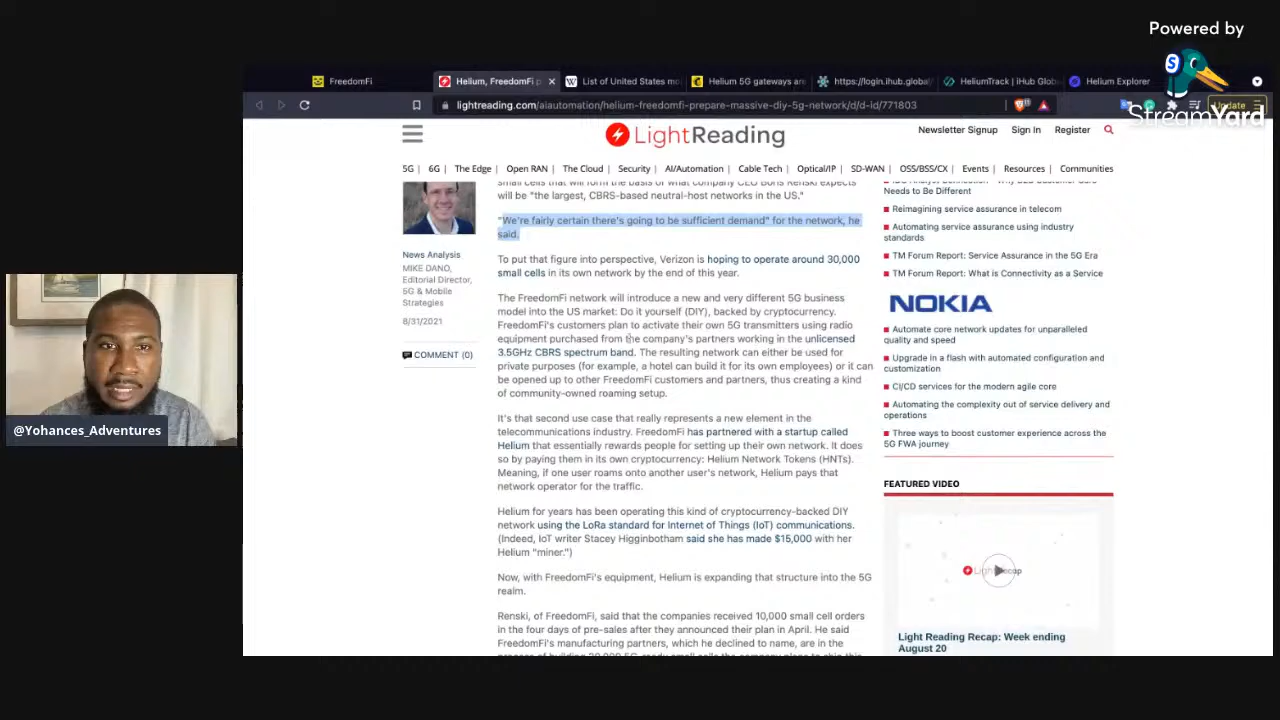 Powered by
S
StreamYard
FreedomFi
Helium, FreedomFi p
List of United States mo
Helium 5G gateways are
https://login.ihub.global
HeliumTrack | iHub Glob
Helium Explorer
lightreading.com/aiautomation/helium-freedomfi-prepare-massive-diy-5g-network/d/d-id/771803
Update
LightReading
Newsletter Signup Sign In Register
5G | 6G | The Edge | Open RAN | The Cloud | Security | AI/Automation | Cable Tech | Optical/IP | SD-WAN | OSS/BSS/CX | Events | Resources | Communities
small cells that will form the basis of what company CEO Boris Renski expects
will be "the largest, CBRS-based neutral-host networks in the US."
"We're fairly certain there's going to be sufficient demand" for the network, he
said.
To put that figure into perspective, Verizon is hoping to operate around 30,000
small cells in its own network by the end of this year.
The FreedomFi network will introduce a new and very different 5G business
model into the US market: Do it yourself (DIY), backed by cryptocurrency.
FreedomFi's customers plan to activate their own 5G transmitters using radio
equipment purchased from the company's partners working in the unlicensed
3.5GHz CBRS spectrum band. The resulting network can either be used for
private purposes (for example, a hotel can build it for its own employees) or it can
be opened up to other FreedomFi customers and partners, thus creating a kind
of community-owned roaming setup.
It's that second use case that really represents a new element in the
telecommunications industry. FreedomFi has partnered with a startup called
Helium that essentially rewards people for setting up their own network. It does
so by paying them in its own cryptocurrency: Helium Network Tokens (HNTs).
Meaning, if one user roams onto another user's network, Helium pays that
network operator for the traffic.
Helium for years has been operating this kind of cryptocurrency-backed DIY
network using the LoRa standard for Internet of Things (IoT) communications.
(Indeed, IoT writer Stacey Higginbotham said she has made $15,000 with her
Helium "miner.")
Now, with FreedomFi's equipment, Helium is expanding that structure into the 5G
realm.
Renski, of FreedomFi, said that the companies received 10,000 small cell orders
in the four days of pre-sales after they announced their plan in April. He said
FreedomFi's manufacturing partners, which he declined to name, are in the
News Analysis
MIKE DANO,
Editorial Director,
5G & Mobile
Strategies
8/31/2021
COMMENT (0)
Needs to Be Different
Reimagining service assurance in telecom
Automating service assurance using industry
standards
TM Forum Report: Service Assurance in the 5G Era
TM Forum Report: What is Connectivity as a Service
NOKIA
Automate core network updates for unparalleled
quality and speed
Upgrade in a flash with automated configuration and
customization
CI/CD services for the modern agile core
Automating the complexity out of service delivery and
operations
Three ways to boost customer experience across the
5G FWA journey
FEATURED VIDEO
Light Reading Recap: Week ending
August 20
@Yohances_Adventures